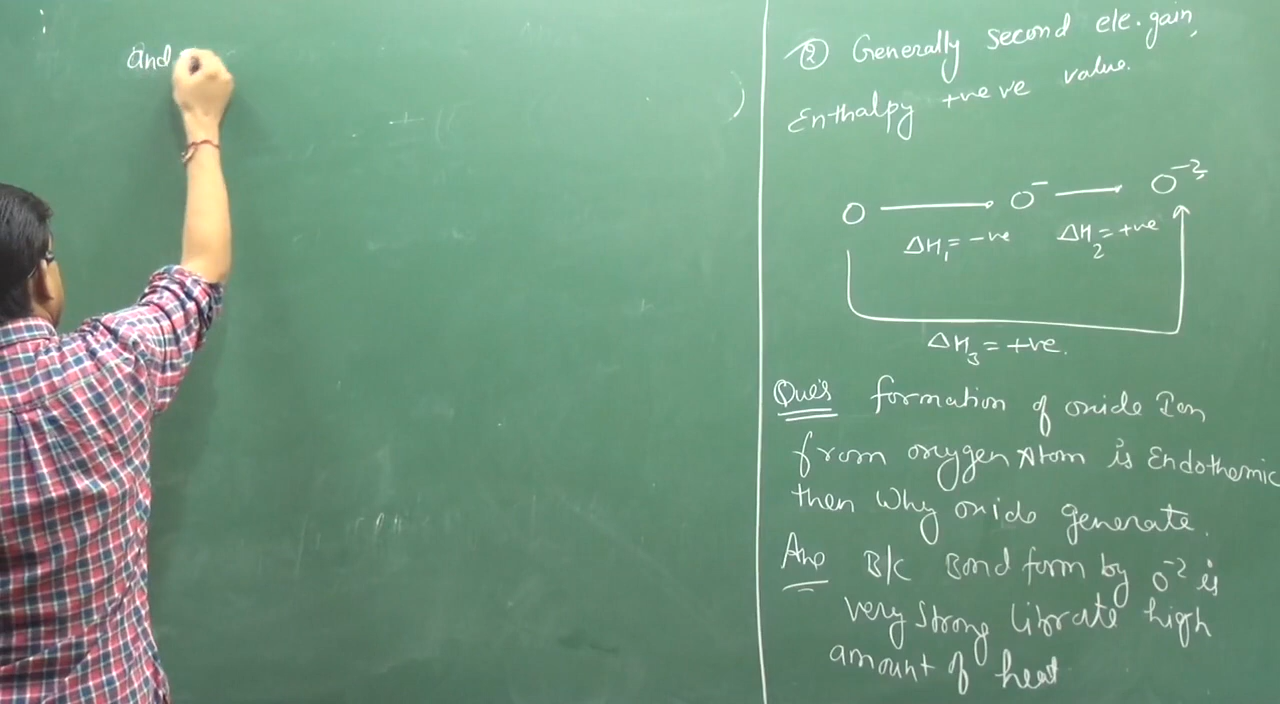 and
② Generally second ele. gain,
Enthalpy +ve ve value.
O ⟶ O⁻ ⟶ O⁻²
ΔH₁ = -ve ΔH₂ = +ve
ΔH₃ = +ve.
Ques formation of oxide Ion
from oxygen Atom is Endothemic
then why oxide generate.
Ans B/c Bond form by O⁻² is
very strong librate high
amount of heat